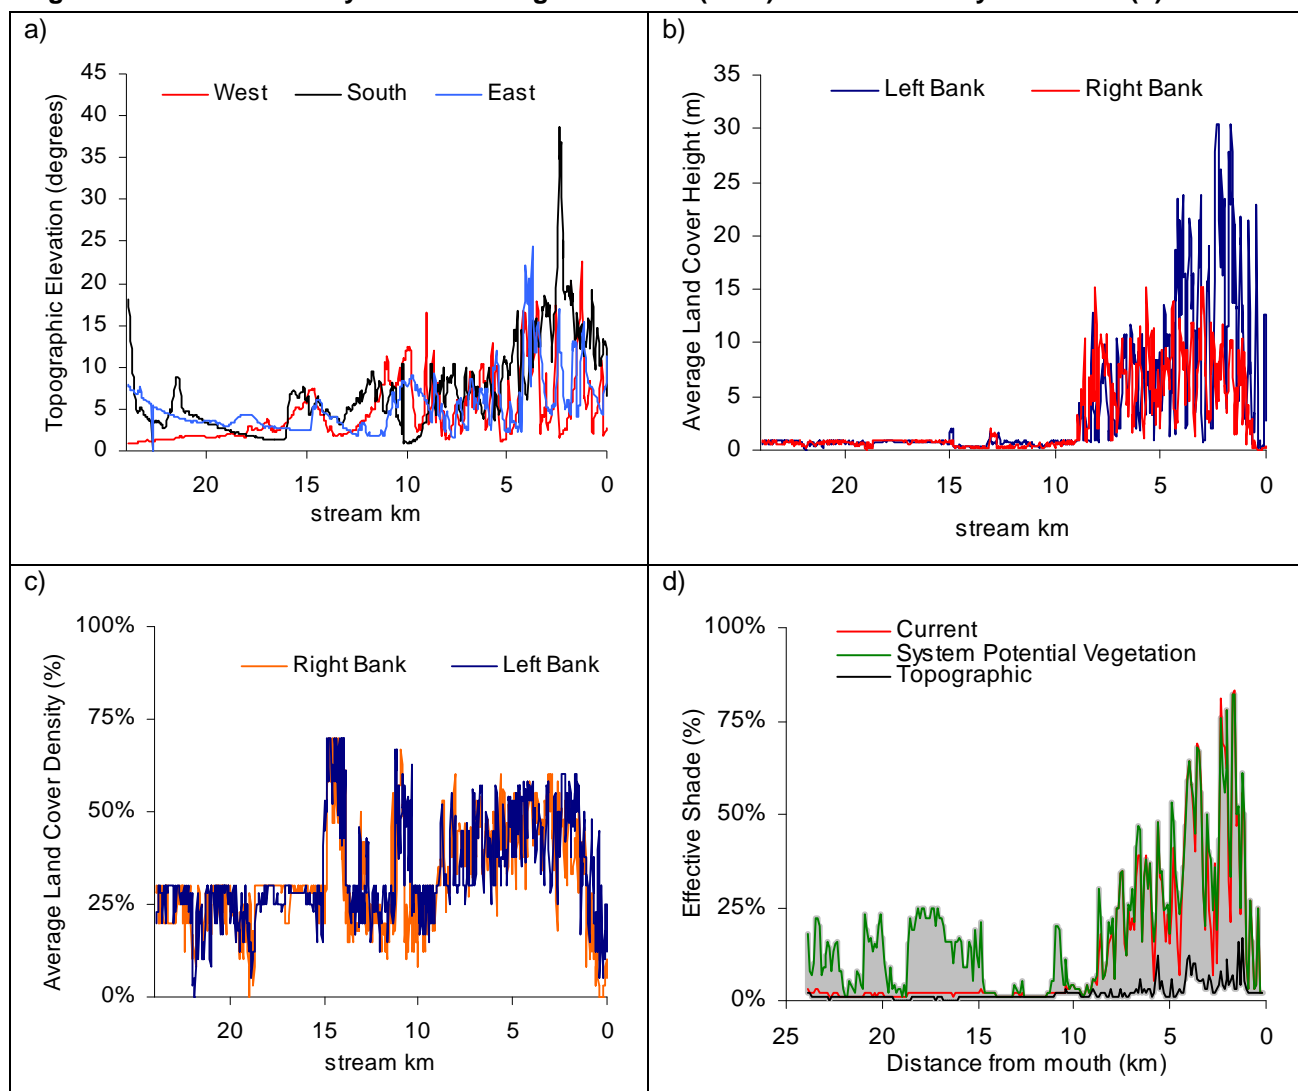 a)
45
40
35
30
25
20
15
10
5
0
Topographic Elevation (degrees)
West South East
20 15 10 5 0
stream km
b)
35
30
25
20
15
10
5
0
Average Land Cover Height (m)
Left Bank Right Bank
20 15 10 5 0
stream km
c)
100%
75%
50%
25%
0%
Average Land Cover Density (%)
Right Bank Left Bank
20 15 10 5 0
stream km
d)
100%
75%
50%
25%
0%
Effective Shade (%)
Current
System Potential Vegetation
Topographic
25 20 15 10 5 0
Distance from mouth (km)